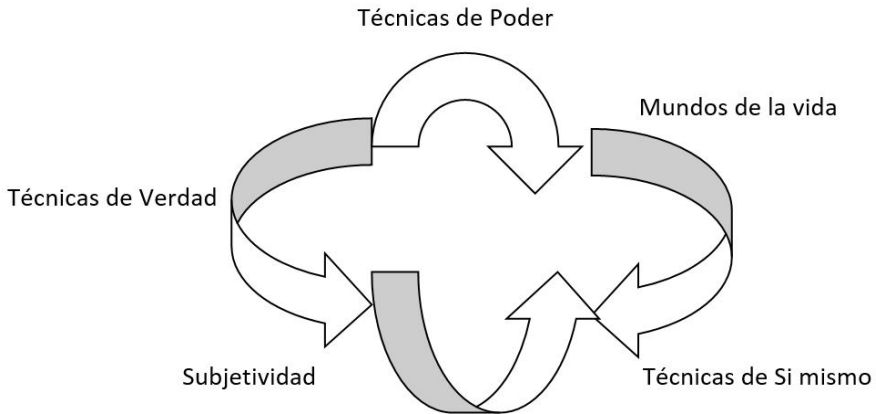 Técnicas de Poder
Mundos de la vida
Técnicas de Verdad
Subjetividad
Técnicas de Si mismo